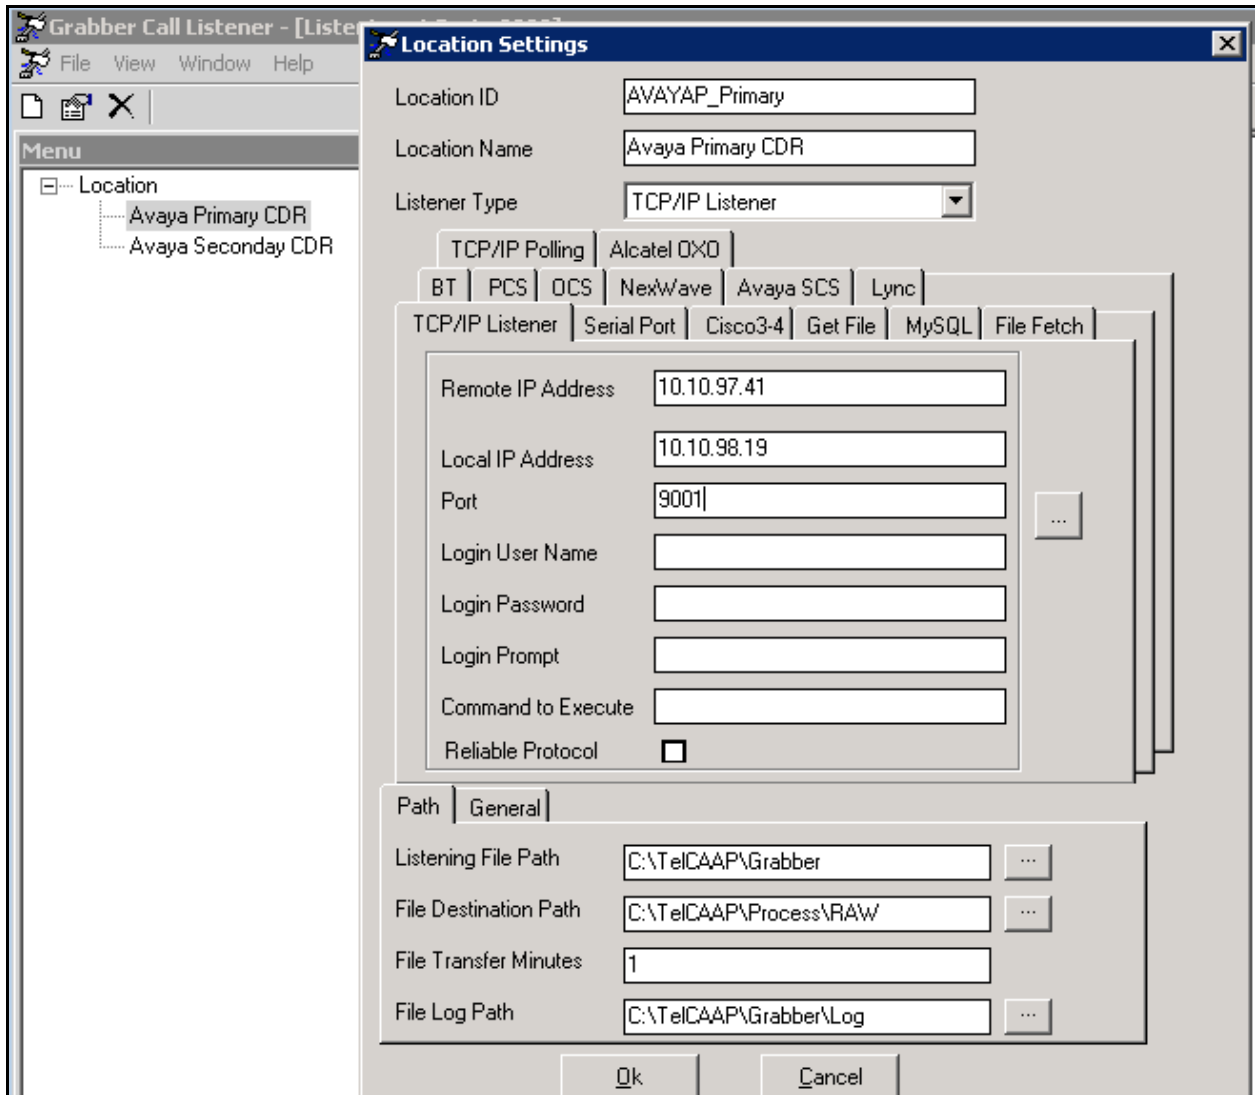 Grabber Call Listener - [Liste
File View Window Help
Menu
Location
Avaya Primary CDR
Avaya Seconday CDR
Location Settings
Location ID AVAYAP_Primary
Location Name Avaya Primary CDR
Listener Type TCP/IP Listener
TCP/IP Polling Alcatel OXO
BT PCS OCS NexWave Avaya SCS Lync
TCP/IP Listener Serial Port Cisco3-4 Get File MySQL File Fetch
Remote IP Address 10.10.97.41
Local IP Address 10.10.98.19
Port 9001
...
Login User Name
Login Password
Login Prompt
Command to Execute
Reliable Protocol
Path General
Listening File Path C:\TelCAAP\Grabber ...
File Destination Path C:\TelCAAP\Process\RAW ...
File Transfer Minutes 1
File Log Path C:\TelCAAP\Grabber\Log ...
Ok Cancel